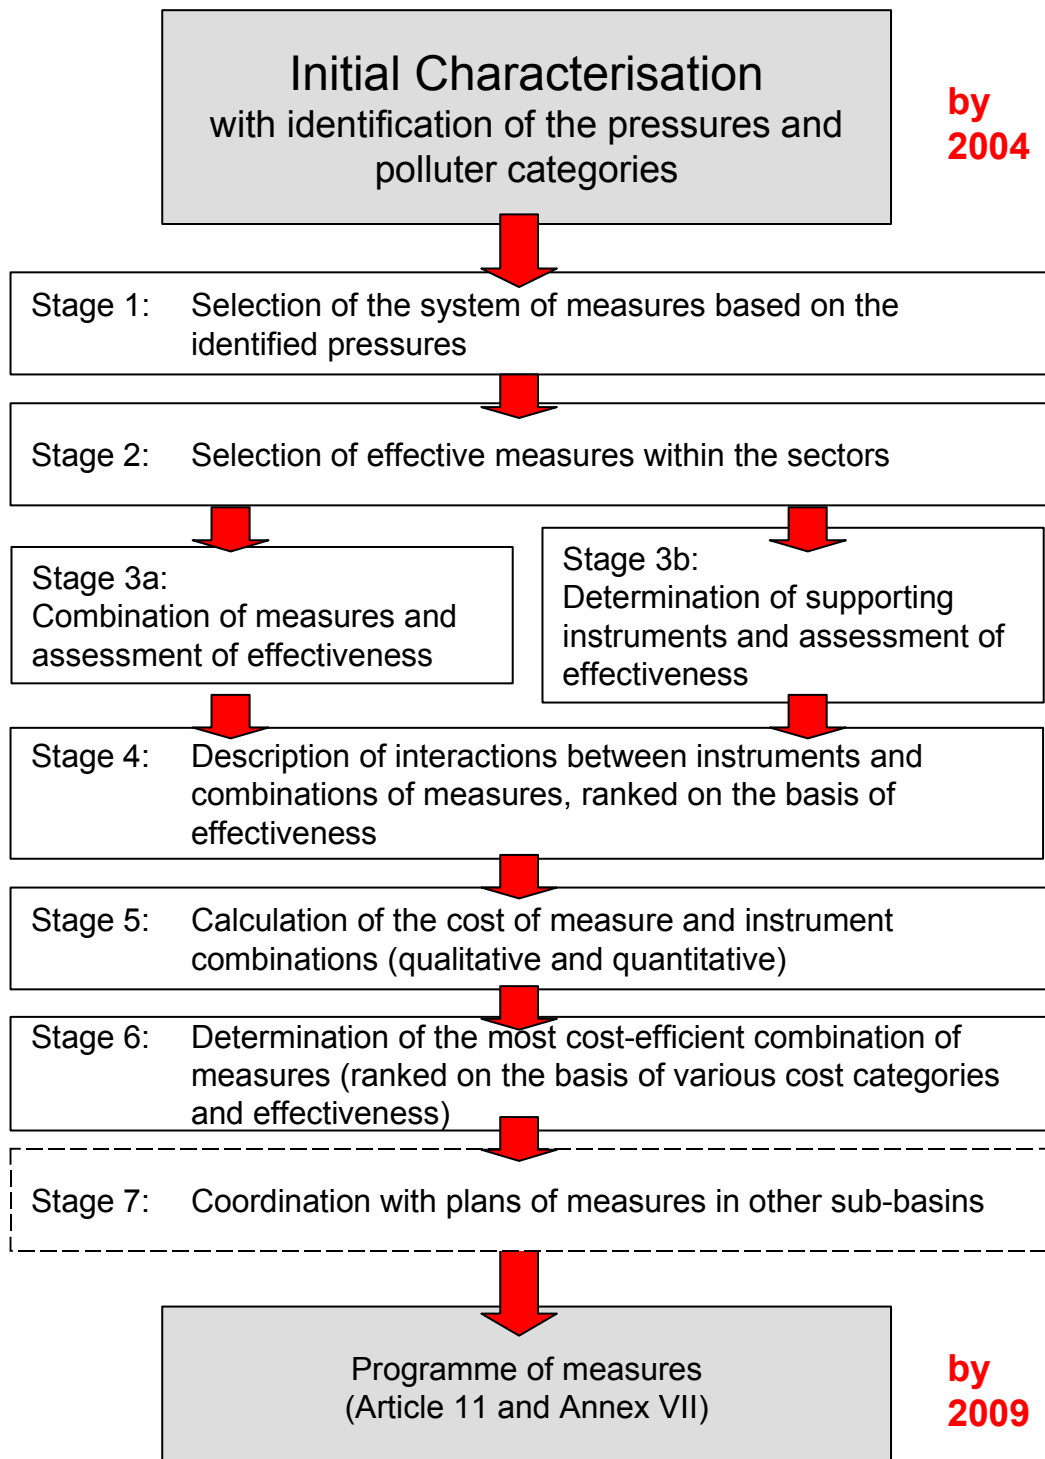 Initial Characterisation
with identification of the pressures and
polluter categories
by
2004
Stage 1: Selection of the system of measures based on the
identified pressures
Stage 2: Selection of effective measures within the sectors
Stage 3a:
Combination of measures and
assessment of effectiveness
Stage 3b:
Determination of supporting
instruments and assessment of
effectiveness
Stage 4: Description of interactions between instruments and
combinations of measures, ranked on the basis of
effectiveness
Stage 5: Calculation of the cost of measure and instrument
combinations (qualitative and quantitative)
Stage 6: Determination of the most cost-efficient combination of
measures (ranked on the basis of various cost categories
and effectiveness)
Stage 7: Coordination with plans of measures in other sub-basins
Programme of measures
(Article 11 and Annex VII)
by
2009